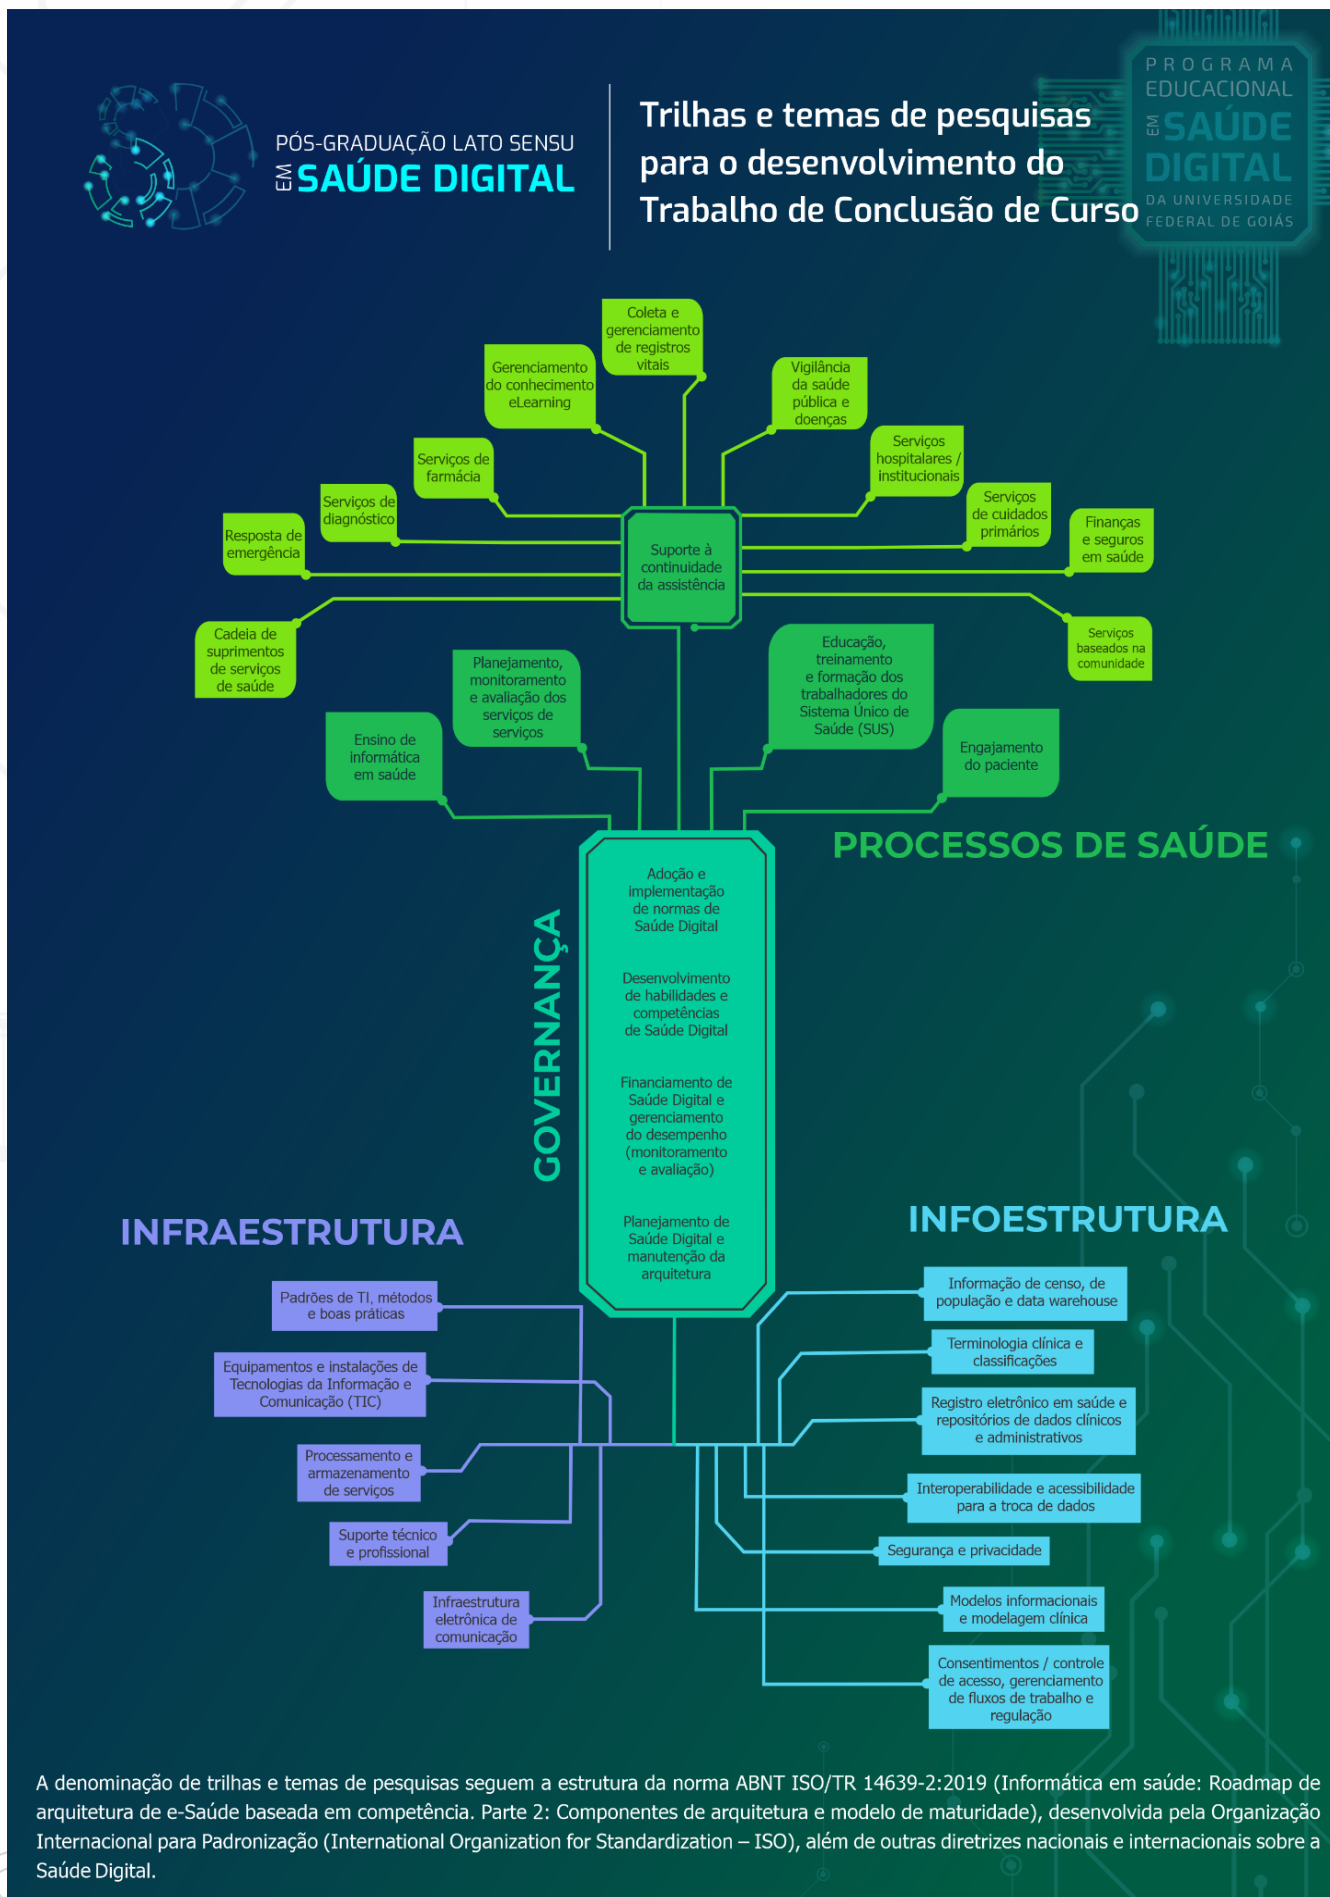 PÓS-GRADUAÇÃO LATO SENSU
EM SAÚDE DIGITAL
Trilhas e temas de pesquisas
para o desenvolvimento do
Trabalho de Conclusão de Curso
PROGRAMA
EDUCACIONAL
EM SAÚDE
DIGITAL
DA UNIVERSIDADE
FEDERAL DE GOIÁS
Coleta e
gerenciamento
de registros
vitais
Gerenciamento
do conhecimento
eLearning
Vigilância
da saúde
pública e
doenças
Serviços de
farmácia
Serviços
hospitalares /
institucionais
Serviços de
diagnóstico
Serviços
de cuidados
primários
Resposta de
emergência
Finanças
e seguros
em saúde
Suporte à
continuidade
da assistência
Cadeia de
suprimentos
de serviços
de saúde
Serviços
baseados na
comunidade
Planejamento,
monitoramento
e avaliação dos
serviços de
serviços
Educação,
treinamento
e formação dos
trabalhadores do
Sistema Único de
Saúde (SUS)
Ensino de
informática
em saúde
Engajamento
do paciente
PROCESSOS DE SAÚDE
GOVERNANÇA
Adoção e
implementação
de normas de
Saúde Digital
Desenvolvimento
de habilidades e
competências
de Saúde Digital
Financiamento de
Saúde Digital e
gerenciamento
do desempenho
(monitoramento
e avaliação)
Planejamento de
Saúde Digital e
manutenção da
arquitetura
INFRAESTRUTURA
Padrões de TI, métodos
e boas práticas
Equipamentos e instalações de
Tecnologias da Informação e
Comunicação (TIC)
Processamento e
armazenamento
de serviços
Suporte técnico
e profissional
Infraestrutura
eletrônica de
comunicação
INFOESTRUTURA
Informação de censo, de
população e data warehouse
Terminologia clínica e
classificações
Registro eletrônico em saúde e
repositórios de dados clínicos
e administrativos
Interoperabilidade e acessibilidade
para a troca de dados
Segurança e privacidade
Modelos informacionais
e modelagem clínica
Consentimentos / controle
de acesso, gerenciamento
de fluxos de trabalho e
regulação
A denominação de trilhas e temas de pesquisas seguem a estrutura da norma ABNT ISO/TR 14639-2:2019 (Informática em saúde: Roadmap de
arquitetura de e-Saúde baseada em competência. Parte 2: Componentes de arquitetura e modelo de maturidade), desenvolvida pela Organização
Internacional para Padronização (International Organization for Standardization – ISO), além de outras diretrizes nacionais e internacionais sobre a
Saúde Digital.